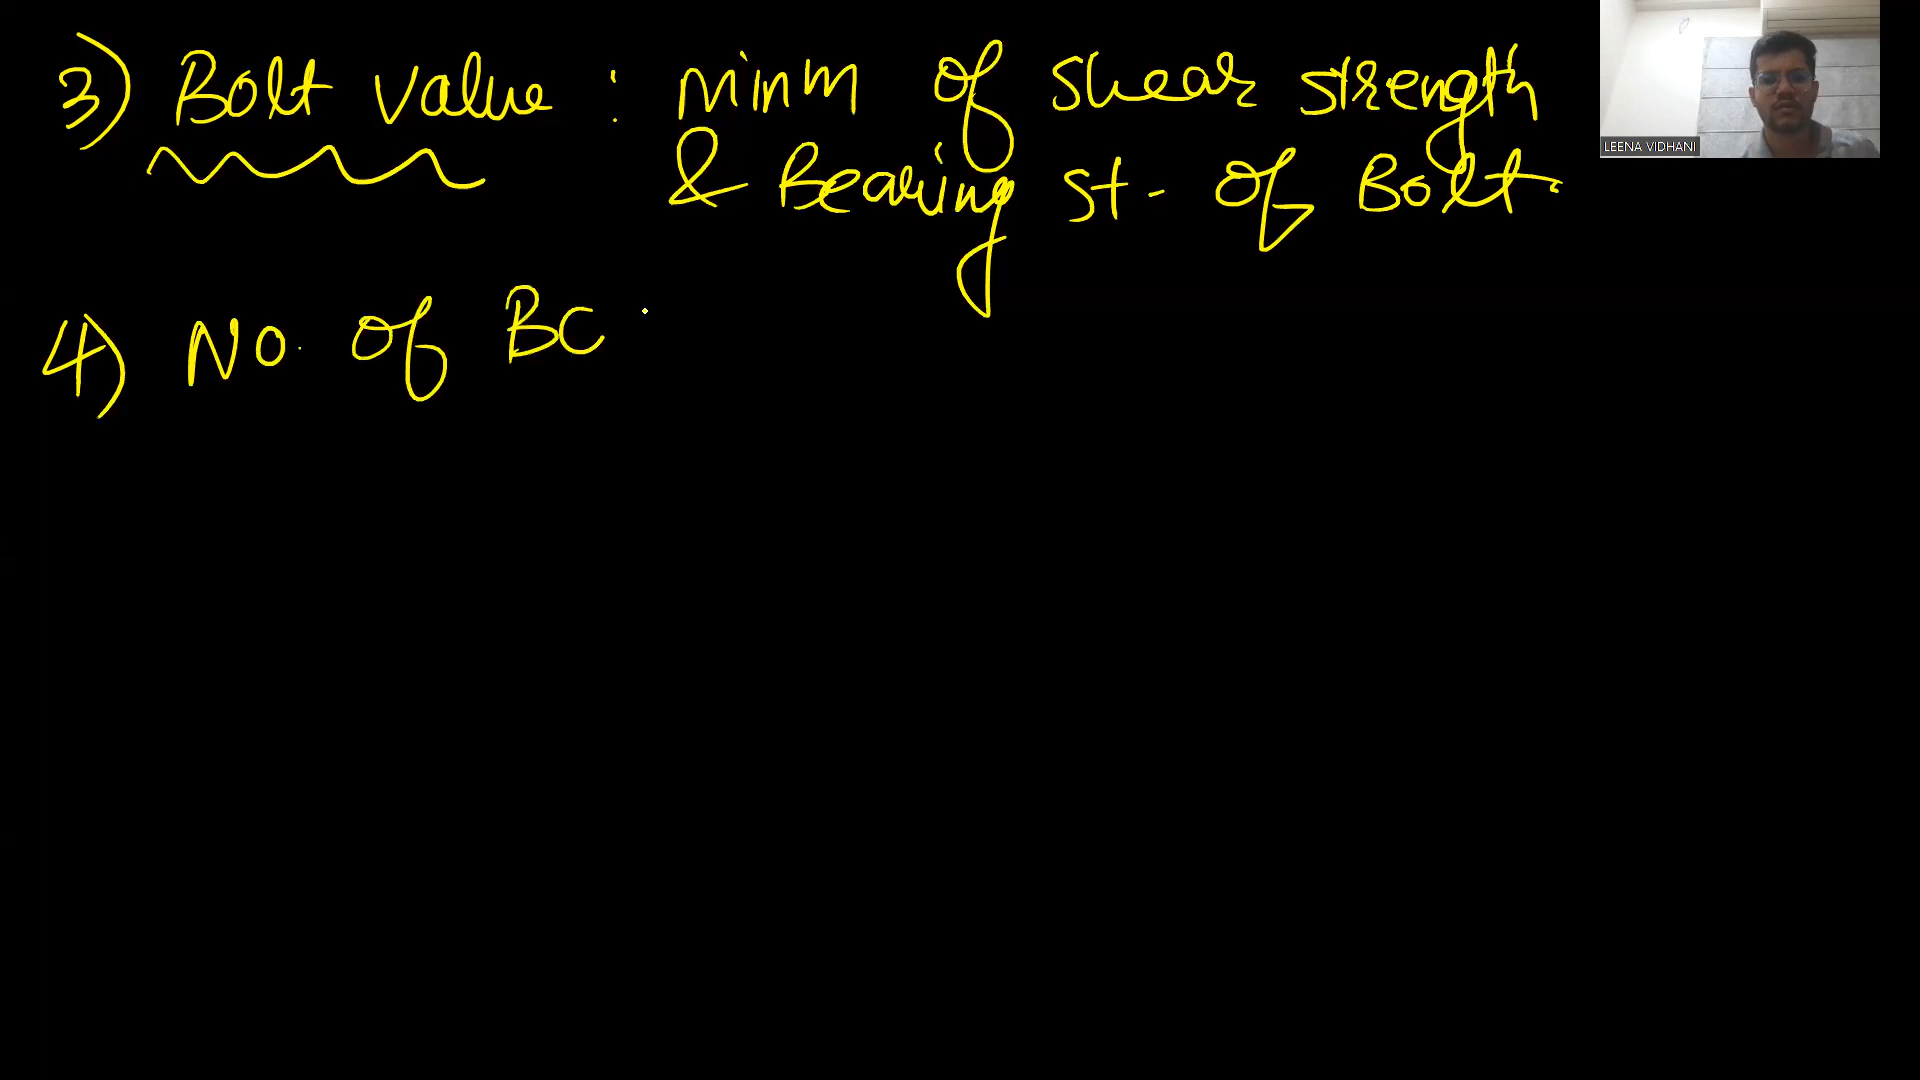 3) Bolt value : minm of shear strength
& Bearing st. of Bolt
4) No. of BC
LEENA VIDHANI